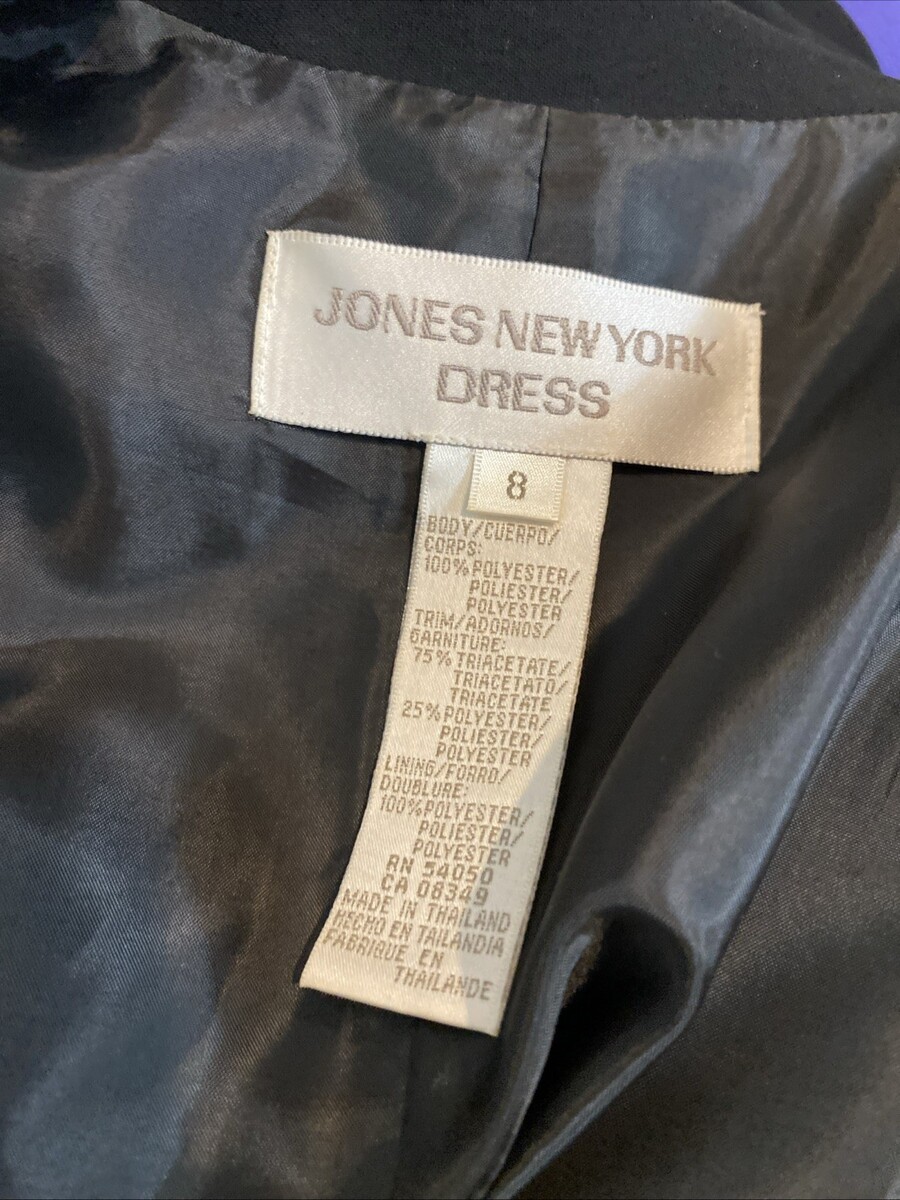 JONES NEW YORK
DRESS
8
BODY/CUERPO/
CORPS:
100% POLYESTER/
POLIESTER/
POLYESTER
TRIM/ADORNOS/
GARNITURE:
75% TRIACETATE/
TRIACETATO/
TRIACETATE
25% POLYESTER/
POLIESTER/
POLYESTER
LINING/FORRO/
DOUBLURE:
100% POLYESTER/
POLIESTER/
POLYESTER
RN 54050
CA 08349
MADE IN THAILAND
HECHO EN TAILANDIA
FABRIQUE EN
THAILANDE